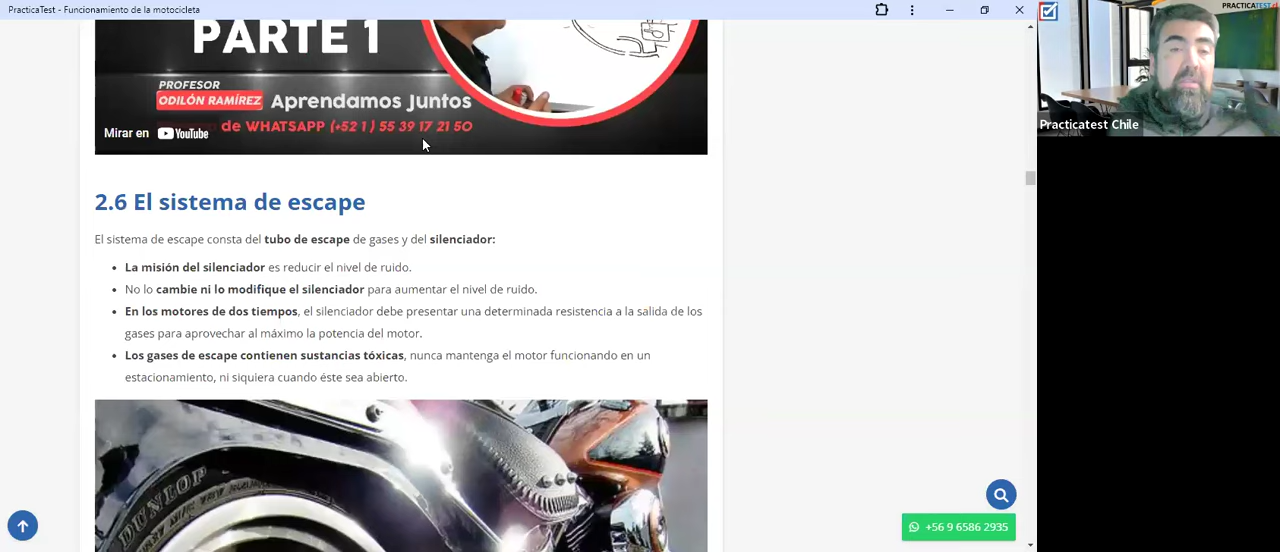 PracticaTest - Funcionamiento de la motocicleta
PARTE 1
PROFESOR
ODILÓN RAMÍREZ Aprendamos Juntos
de WHATSAPP (+52 1 ) 55 39 17 21 50
Mirar en YouTube
2.6 El sistema de escape
El sistema de escape consta del tubo de escape de gases y del silenciador:
• La misión del silenciador es reducir el nivel de ruido.
• No lo cambie ni lo modifique el silenciador para aumentar el nivel de ruido.
• En los motores de dos tiempos, el silenciador debe presentar una determinada resistencia a la salida de los
gases para aprovechar al máximo la potencia del motor.
• Los gases de escape contienen sustancias tóxicas, nunca mantenga el motor funcionando en un
estacionamiento, ni siquiera cuando éste sea abierto.
DUNLOP
+56 9 6586 2935
PRACTICATEST.cl
Practicatest Chile